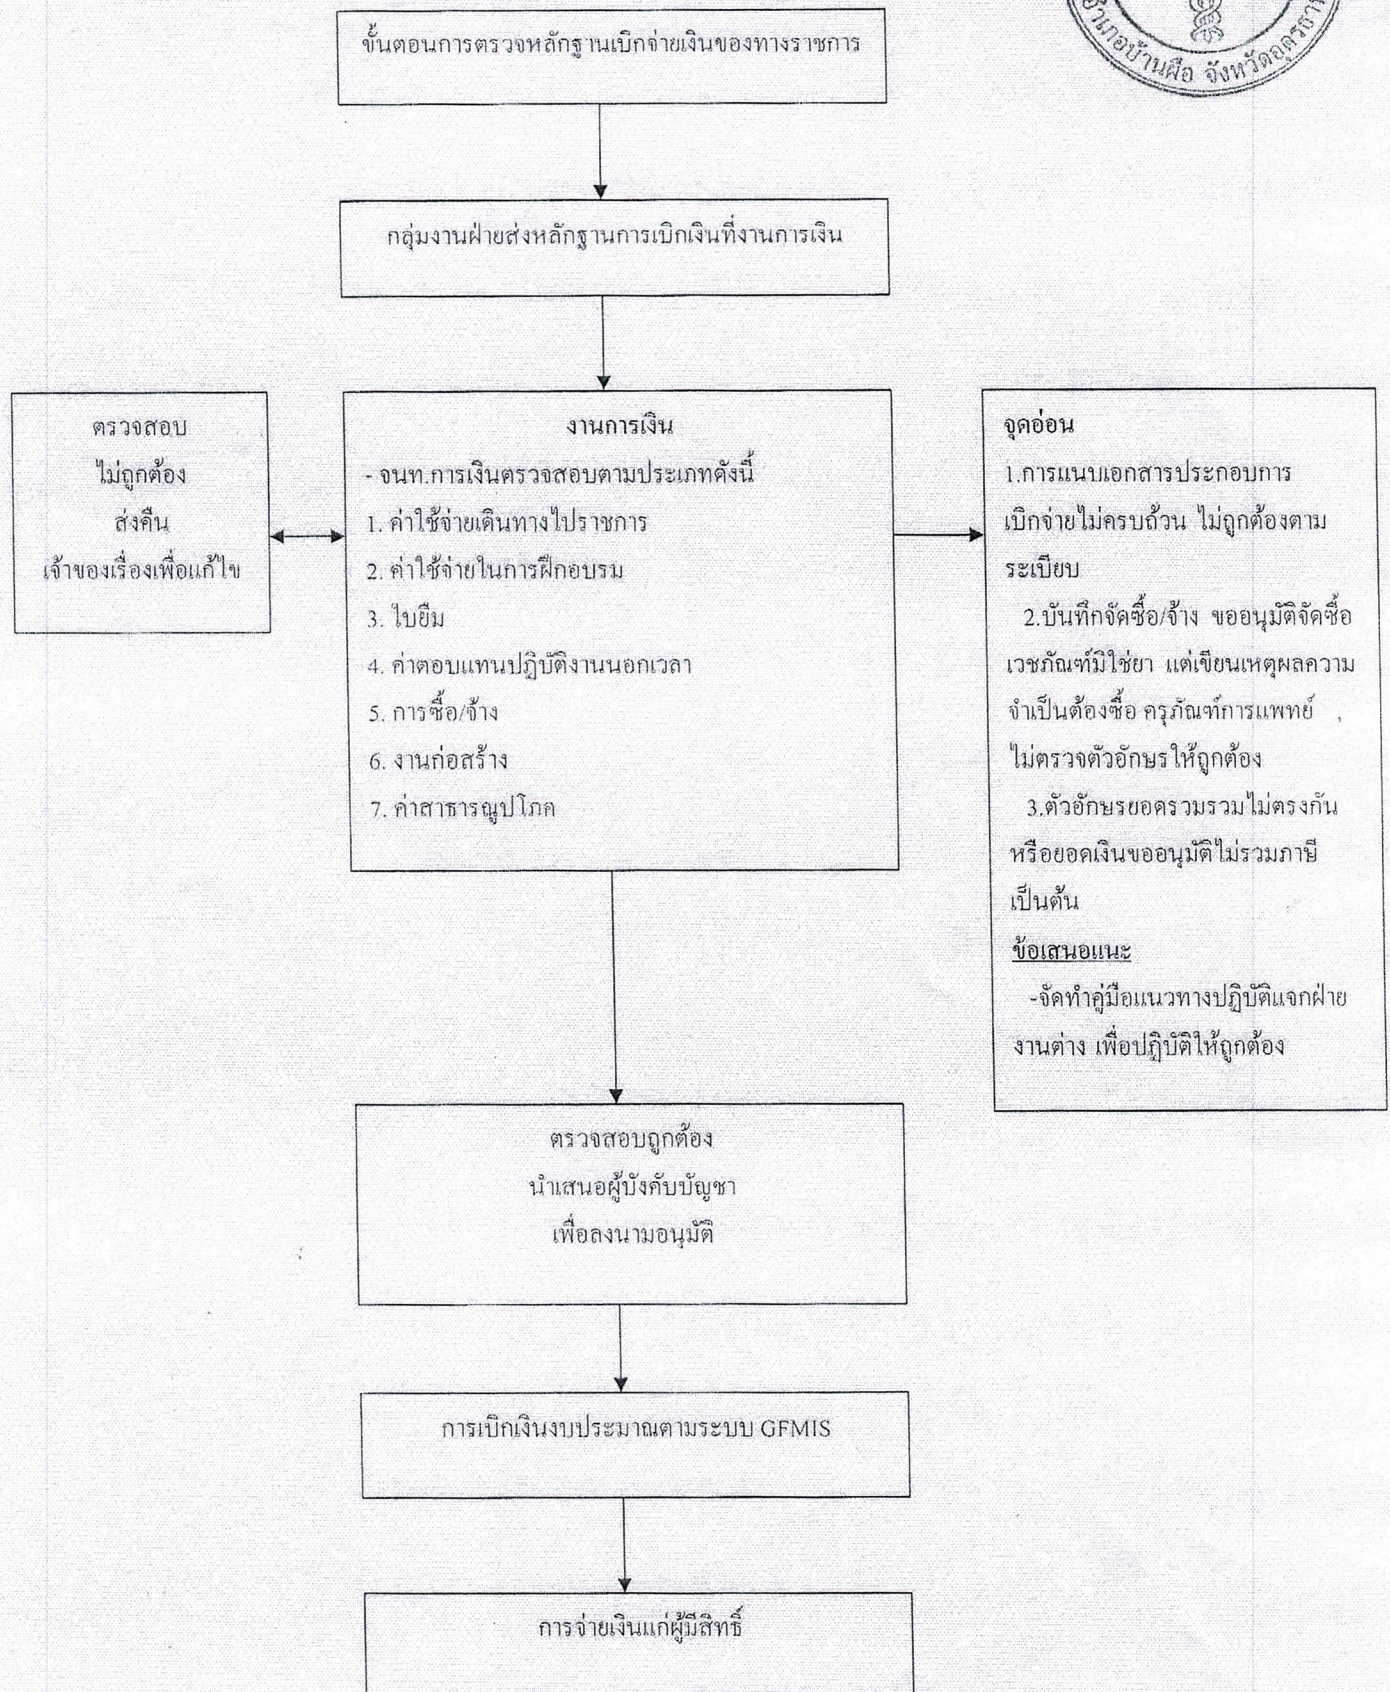 อำเภอบ้านผือ จังหวัดอุดรธานี
ขั้นตอนการตรวจหลักฐานเบิกจ่ายเงินของทางราชการ
กลุ่มงานฝ่ายส่งหลักฐานการเบิกเงินที่งานการเงิน
ตรวจสอบ
ไม่ถูกต้อง
ส่งคืน
เจ้าของเรื่องเพื่อแก้ไข
งานการเงิน
- จนท.การเงินตรวจสอบตามประเภทดังนี้
1. ค่าใช้จ่ายเดินทางไปราชการ
2. ค่าใช้จ่ายในการฝึกอบรม
3. ใบยืม
4. ค่าตอบแทนปฏิบัติงานนอกเวลา
5. การซื้อ/จ้าง
6. งานก่อสร้าง
7. ค่าสาธารณูปโภค
จุดอ่อน
1.การแนบเอกสารประกอบการ
เบิกจ่ายไม่ครบถ้วน ไม่ถูกต้องตาม
ระเบียบ
2.บันทึกจัดซื้อ/จ้าง ขออนุมัติจัดซื้อ
เวชภัณฑ์มิใช่ยา แต่เขียนเหตุผลความ
จำเป็นต้องซื้อ ครุภัณฑ์การแพทย์ ,
ไม่ตรวจตัวอักษรให้ถูกต้อง
3.ตัวอักษรยอดรวมรวมไม่ตรงกัน
หรือยอดเงินขออนุมัติไม่รวมภาษี
เป็นต้น
ข้อเสนอแนะ
-จัดทำคู่มือแนวทางปฏิบัติแจกฝ่าย
งานต่าง เพื่อปฏิบัติให้ถูกต้อง
ตรวจสอบถูกต้อง
นำเสนอผู้บังคับบัญชา
เพื่อลงนามอนุมัติ
การเบิกเงินงบประมาณตามระบบ GFMIS
การจ่ายเงินแก่ผู้มีสิทธิ์